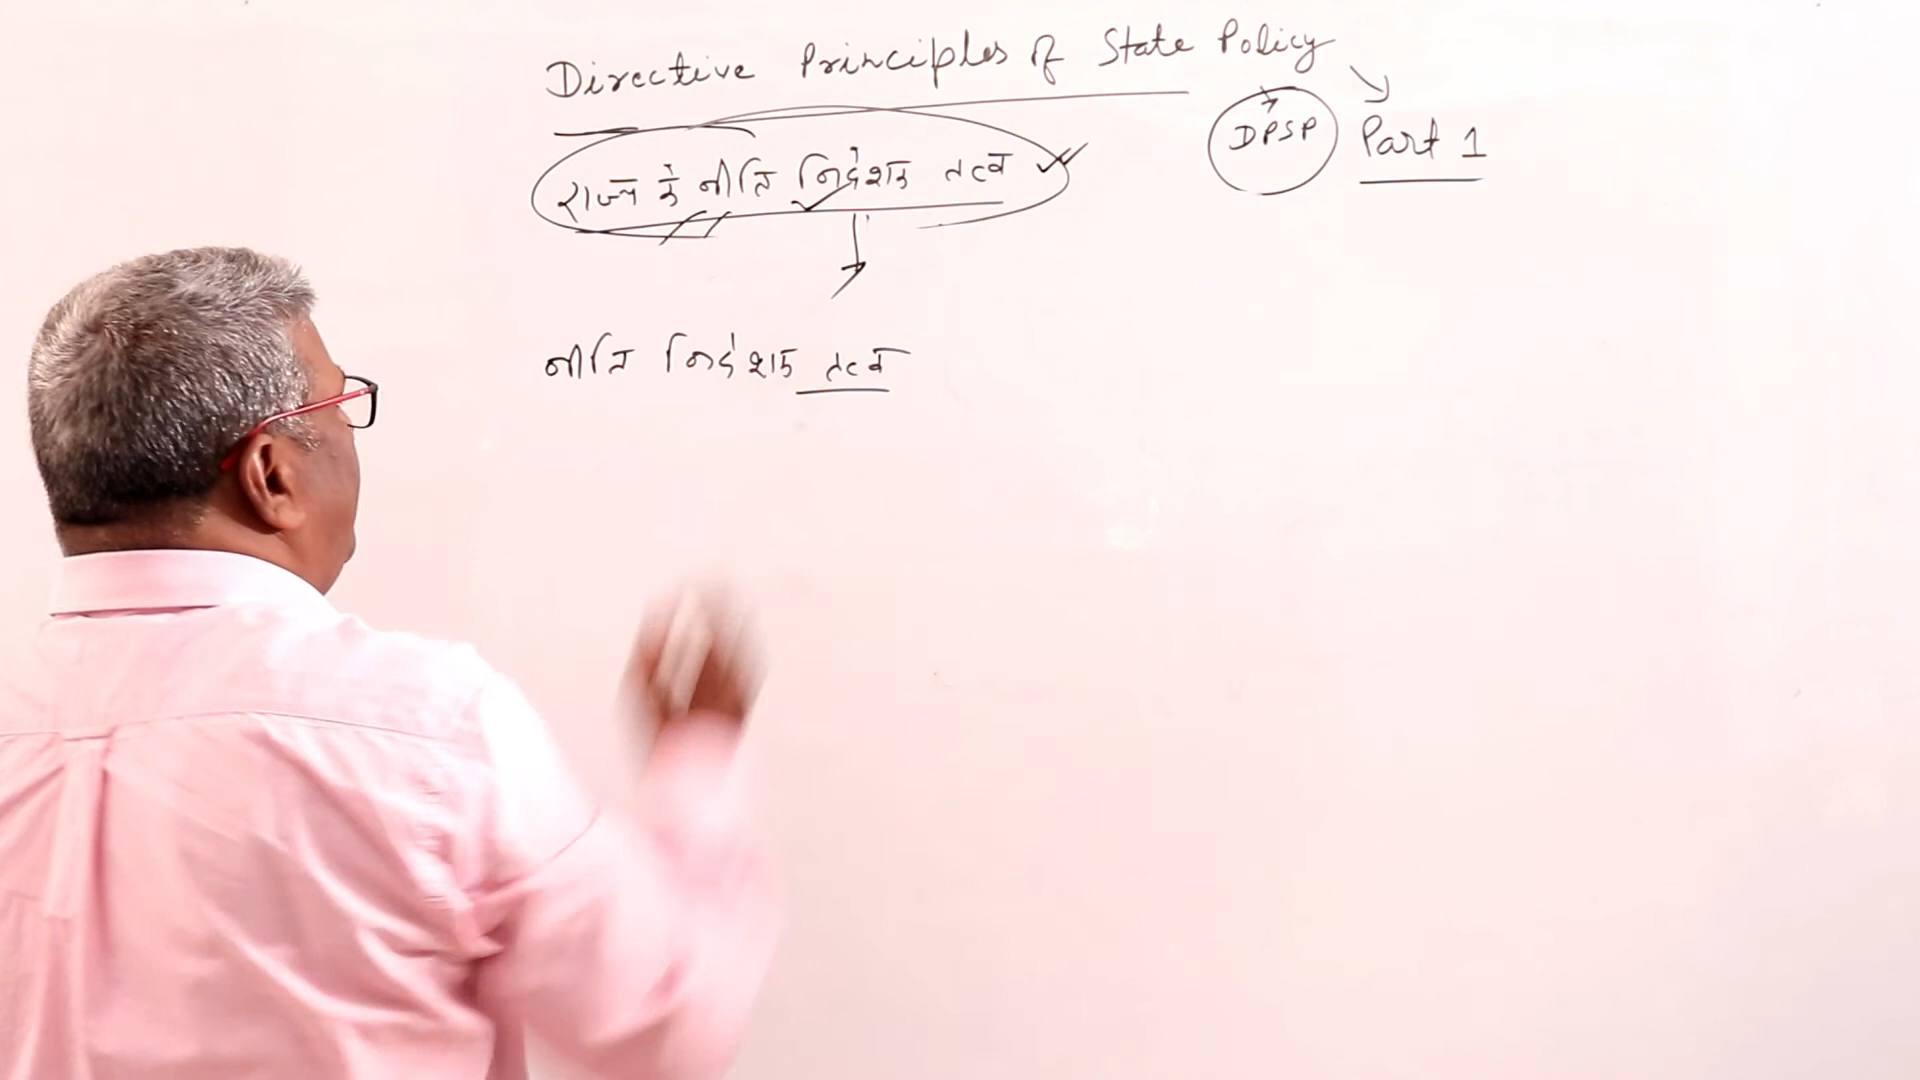 Directive Principles of State Policy
DPSP
Part 1
राज्य के नीति निदेशक तत्व
नीति निदेशक तत्व